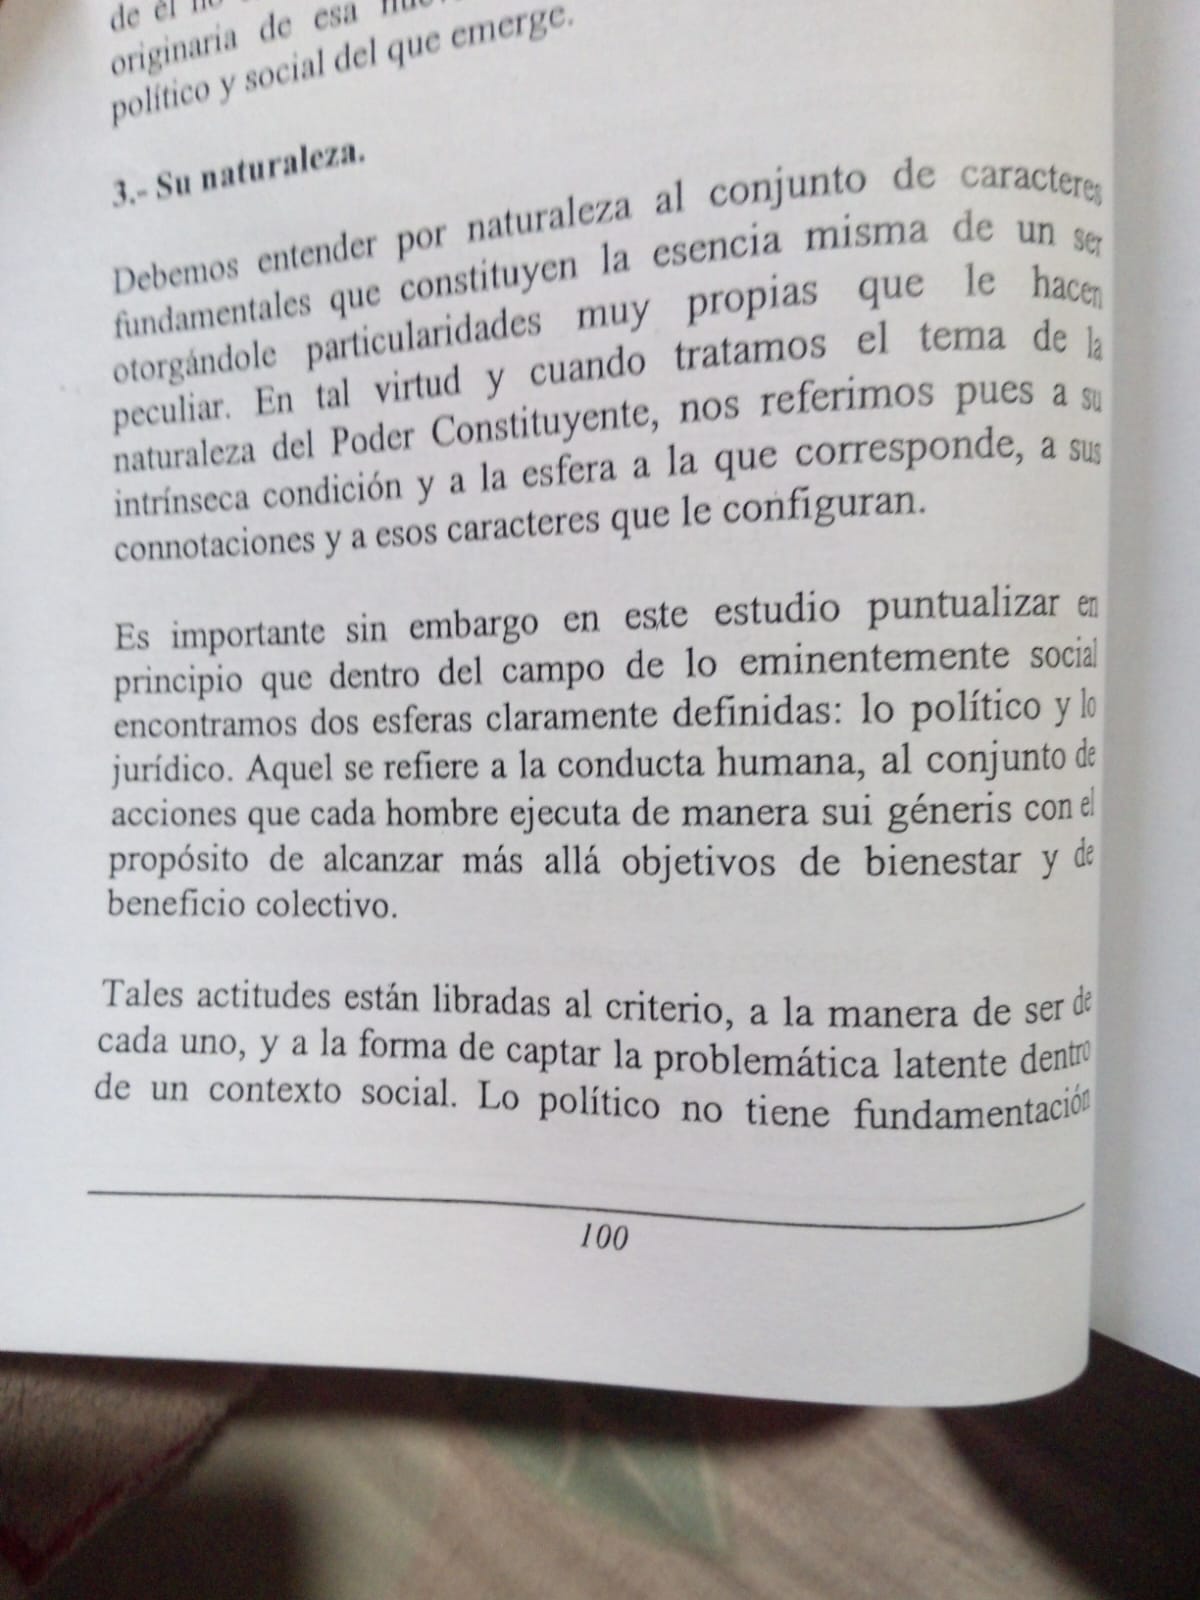 de él
originaria de esa
político y social del que emerge.
3.- Su naturaleza.
Debemos entender por naturaleza al conjunto de caracteres
fundamentales que constituyen la esencia misma de un ser
otorgándole particularidades muy propias que le hacen
peculiar. En tal virtud y cuando tratamos el tema de la
naturaleza del Poder Constituyente, nos referimos pues a su
intrínseca condición y a la esfera a la que corresponde, a sus
connotaciones y a esos caracteres que le configuran.
Es importante sin embargo en este estudio puntualizar en
principio que dentro del campo de lo eminentemente social
encontramos dos esferas claramente definidas: lo político y lo
jurídico. Aquel se refiere a la conducta humana, al conjunto de
acciones que cada hombre ejecuta de manera sui géneris con el
propósito de alcanzar más allá objetivos de bienestar y de
beneficio colectivo.
Tales actitudes están libradas al criterio, a la manera de ser de
cada uno, y a la forma de captar la problemática latente dentro
de un contexto social. Lo político no tiene fundamentación
100